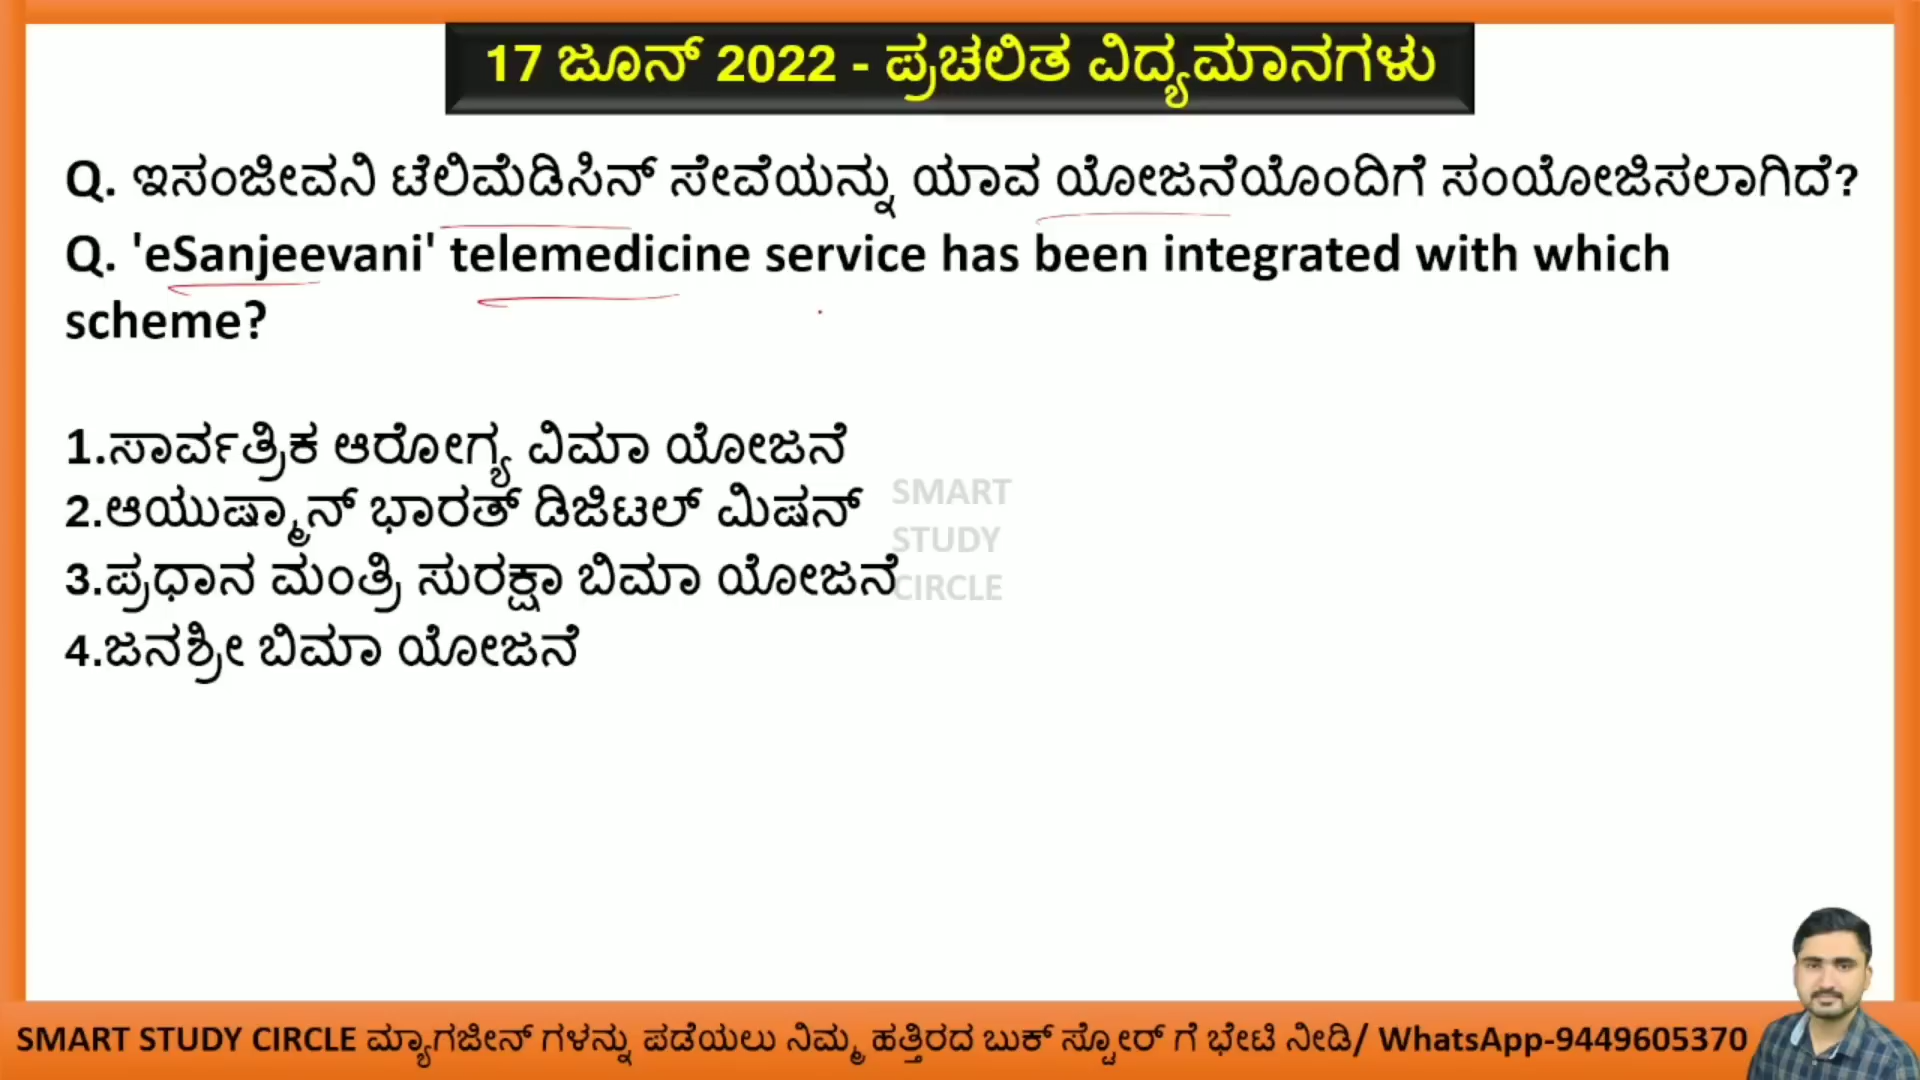 17 ಜೂನ್ 2022 - ಪ್ರಚಲಿತ ವಿದ್ಯಮಾನಗಳು
Q. ಇಸಂಜೀವನಿ ಟೆಲಿಮೆಡಿಸಿನ್ ಸೇವೆಯನ್ನು ಯಾವ ಯೋಜನೆಯೊಂದಿಗೆ ಸಂಯೋಜಿಸಲಾಗಿದೆ?
Q. 'eSanjeevani' telemedicine service has been integrated with which
scheme?
1.ಸಾರ್ವತ್ರಿಕ ಆರೋಗ್ಯ ವಿಮಾ ಯೋಜನೆ
2.ಆಯುಷ್ಮಾನ್ ಭಾರತ್ ಡಿಜಿಟಲ್ ಮಿಷನ್
3.ಪ್ರಧಾನ ಮಂತ್ರಿ ಸುರಕ್ಷಾ ಬಿಮಾ ಯೋಜನೆ
4.ಜನಶ್ರೀ ಬಿಮಾ ಯೋಜನೆ
SMART
STUDY
CIRCLE
SMART STUDY CIRCLE ಮ್ಯಾಗಜೀನ್ ಗಳನ್ನು ಪಡೆಯಲು ನಿಮ್ಮ ಹತ್ತಿರದ ಬುಕ್ ಸ್ಟೋರ್ ಗೆ ಭೇಟಿ ನೀಡಿ/ WhatsApp-9449605370